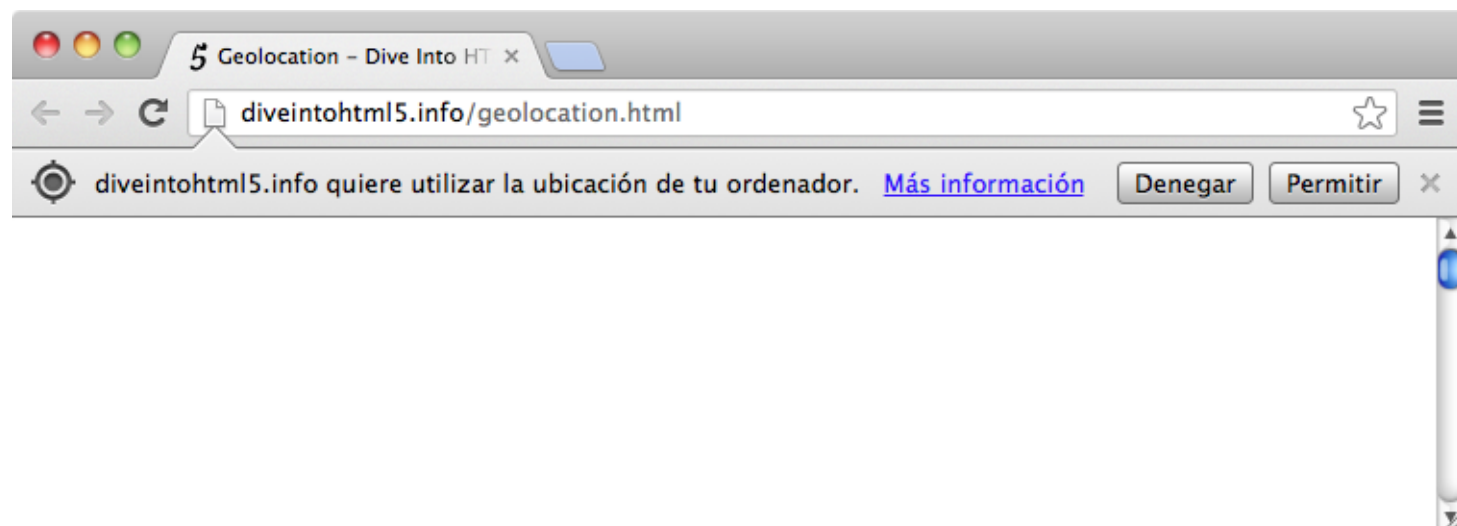 5 Geolocation – Dive Into HT
diveintohtml5.info/geolocation.html
diveintohtml5.info quiere utilizar la ubicación de tu ordenador. Más información Denegar Permitir